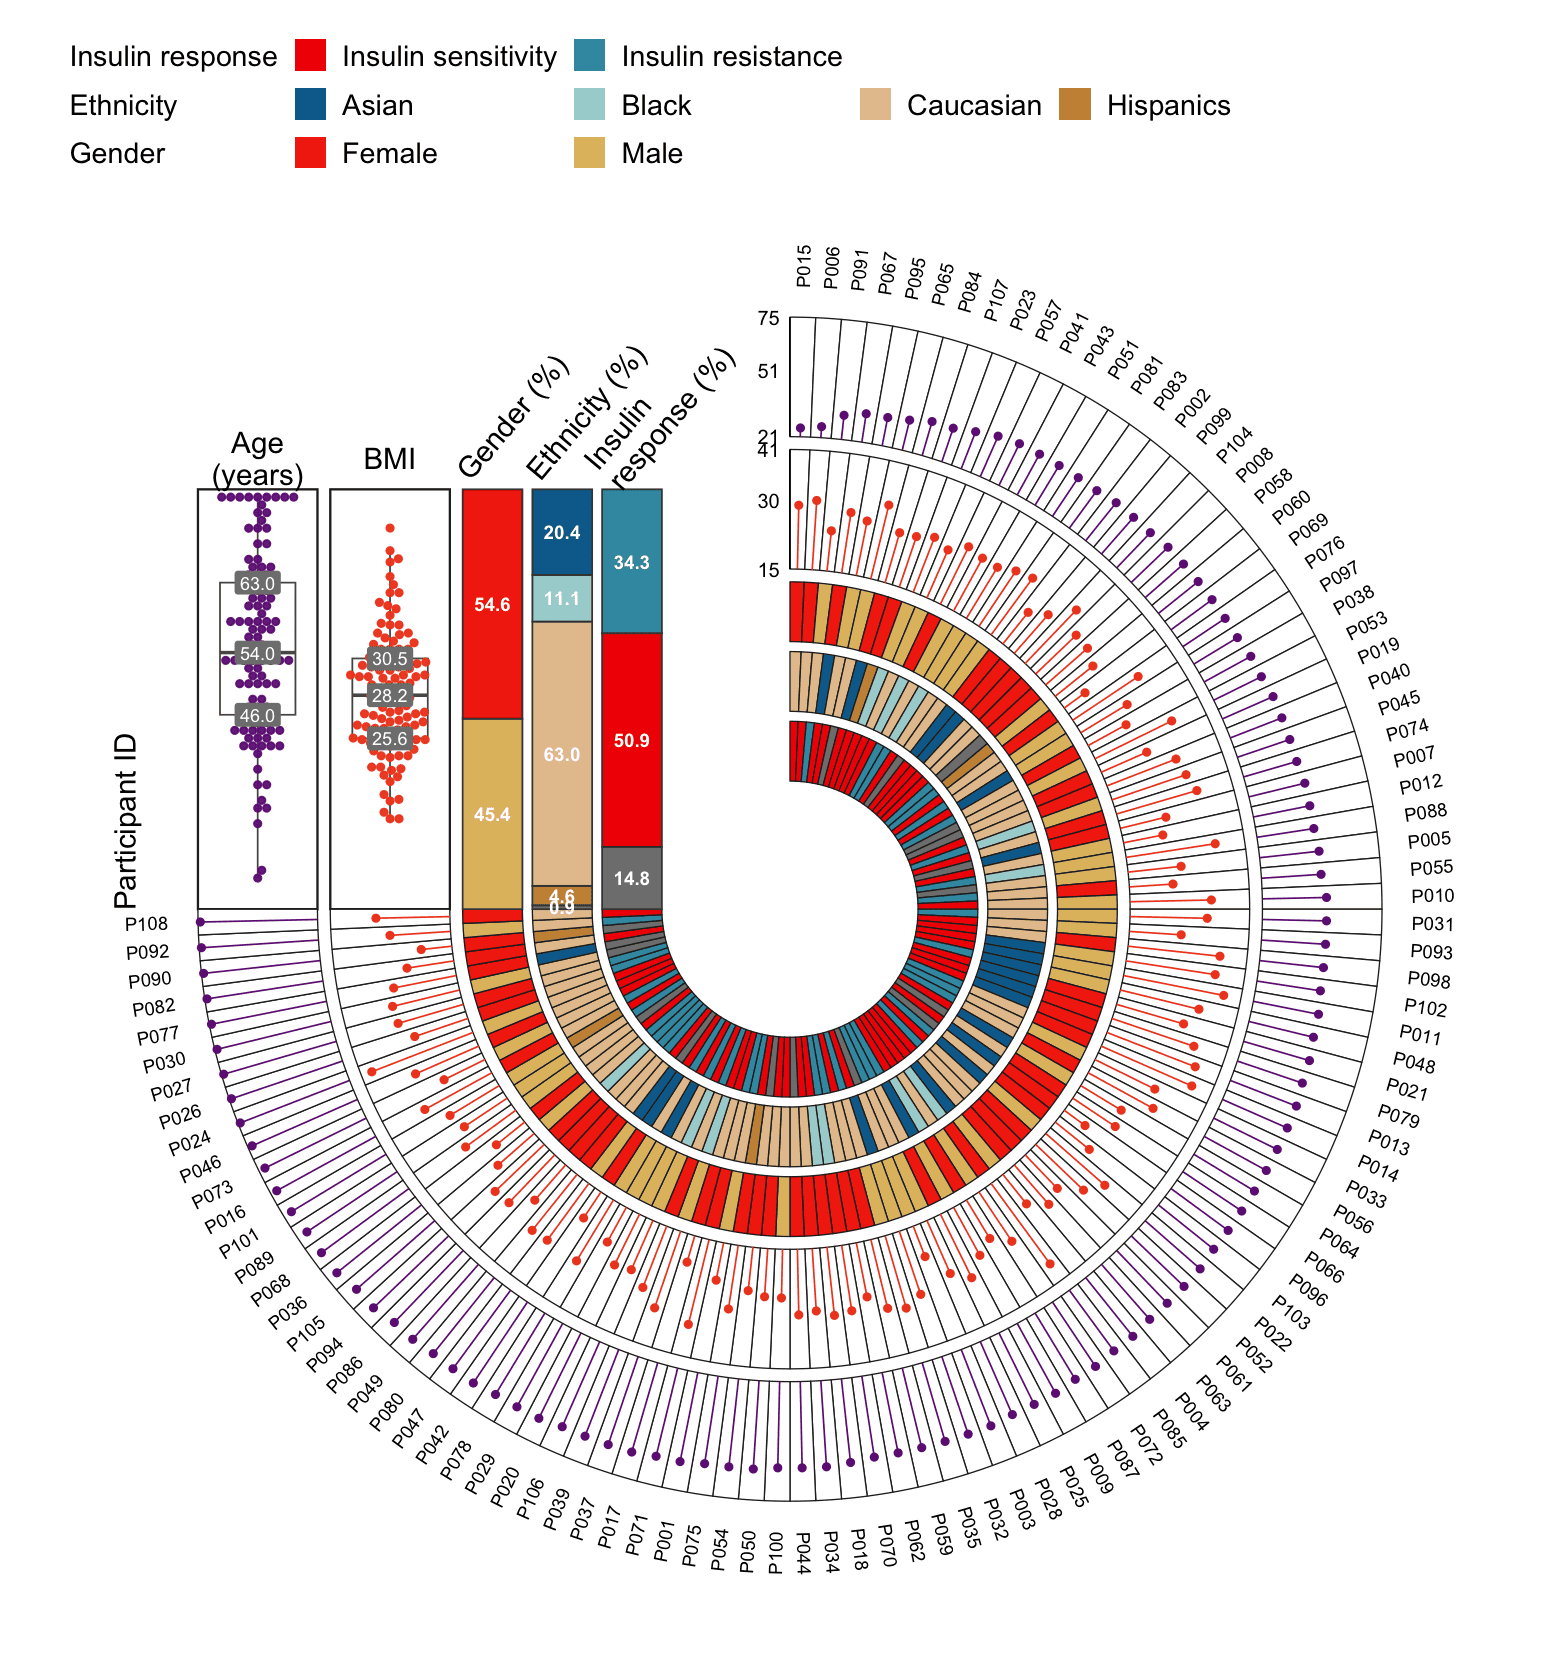 Insulin response Insulin sensitivity Insulin resistance
Ethnicity Asian Black Caucasian Hispanics
Gender Female Male
Age
(years)
BMI
Gender (%)
Ethnicity (%)
Insulin
response (%)
63.0
54.0
46.0
30.5
28.2
25.6
54.6
45.4
20.4
11.1
63.0
4.6
0.9
34.3
50.9
14.8
75
51
21
41
30
15
Participant ID
P015
P006
P091
P067
P095
P065
P084
P107
P023
P057
P041
P043
P051
P081
P083
P002
P099
P104
P008
P058
P060
P069
P076
P097
P038
P053
P019
P040
P045
P074
P007
P012
P088
P005
P055
P010
P031
P093
P098
P102
P011
P048
P021
P079
P013
P014
P033
P056
P064
P066
P096
P103
P022
P052
P061
P063
P004
P085
P072
P087
P009
P025
P028
P003
P032
P035
P059
P062
P070
P018
P034
P044
P100
P050
P054
P075
P001
P071
P017
P037
P039
P106
P020
P029
P078
P042
P047
P080
P049
P086
P094
P105
P036
P068
P089
P101
P016
P073
P046
P024
P026
P027
P030
P077
P082
P090
P092
P108